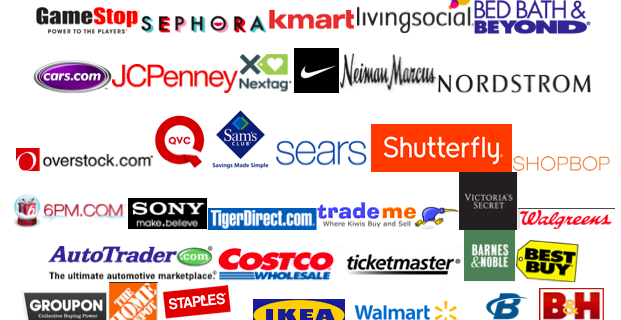 GameStop
POWER TO THE PLAYERS
SEPHORA
kmart
livingsocial
BED BATH &
BEYOND
cars.com
JCPenney
Nextag
Neiman Marcus
NORDSTROM
overstock.com
QVC
Sam's
CLUB
Savings Made Simple
sears
Shutterfly
SHOPBOP
6PM.COM
SONY
make.believe
TigerDirect.com
trade me
Where Kiwis Buy and Sell
VICTORIA'S
SECRET
Walgreens
AutoTrader.com
The ultimate automotive marketplace.
COSTCO
WHOLESALE
ticketmaster
BARNES
&NOBLE
BEST
BUY
GROUPON
Collective Buying Power
THE
HOME
DEPOT
STAPLES
IKEA
Walmart
B
B&H